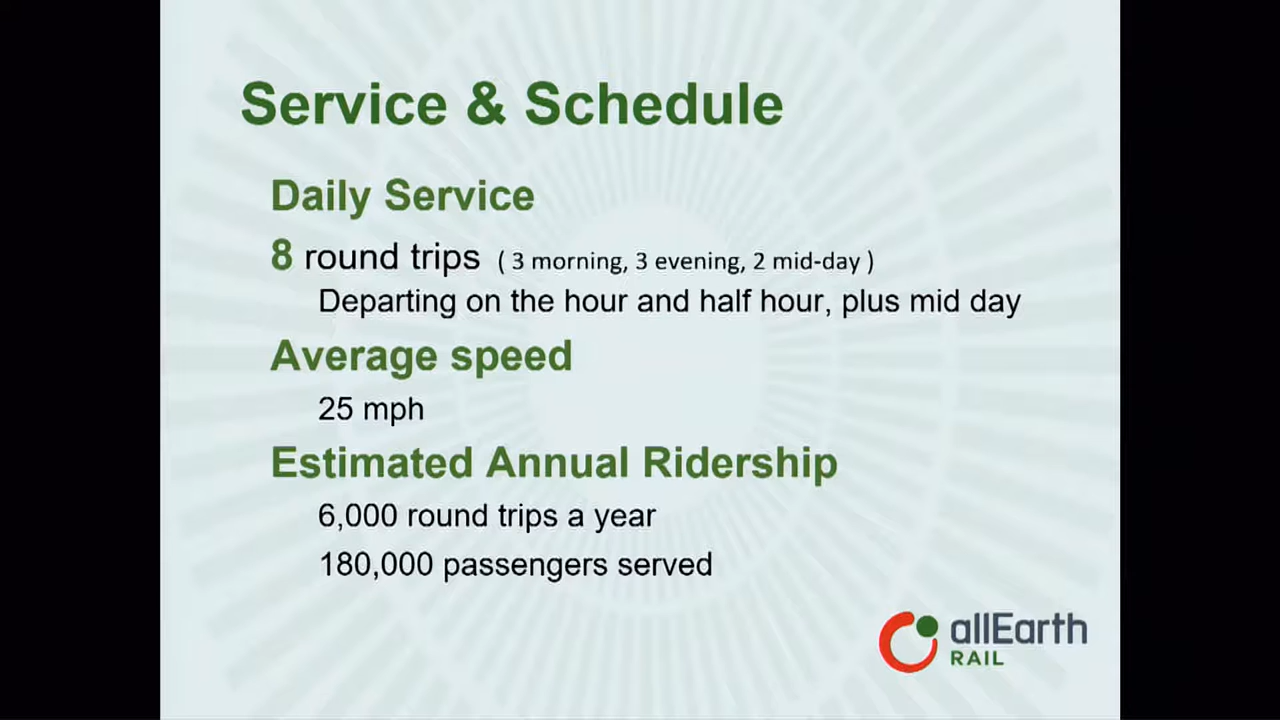 Service & Schedule
Daily Service
8 round trips ( 3 morning, 3 evening, 2 mid-day )
Departing on the hour and half hour, plus mid day
Average speed
25 mph
Estimated Annual Ridership
6,000 round trips a year
180,000 passengers served
allEarth
RAIL